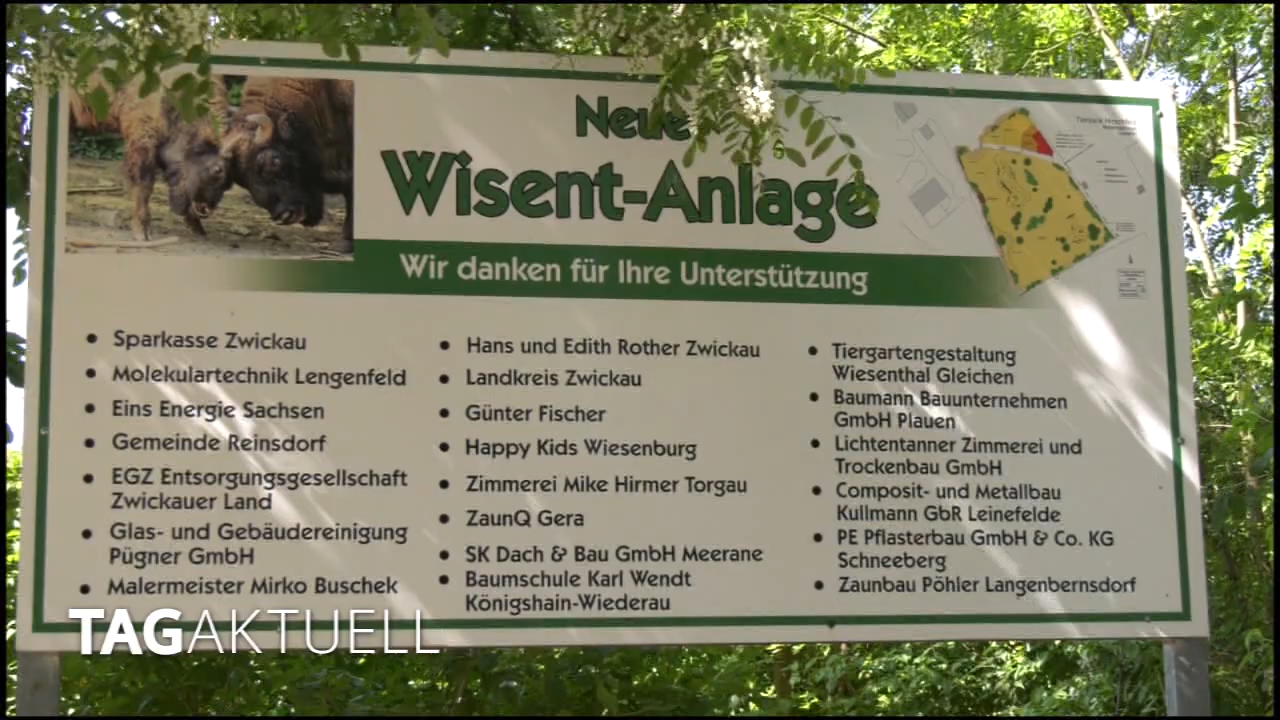 Neue
Wisent-Anlage
Wir danken für Ihre Unterstützung
• Sparkasse Zwickau
• Molekulartechnik Lengenfeld
• Eins Energie Sachsen
• Gemeinde Reinsdorf
• EGZ Entsorgungsgesellschaft
Zwickauer Land
• Glas- und Gebäudereinigung
Pügner GmbH
• Malermeister Mirko Buschek
• Hans und Edith Rother Zwickau
• Landkreis Zwickau
• Günter Fischer
• Happy Kids Wiesenburg
• Zimmerei Mike Hirmer Torgau
• ZaunQ Gera
• SK Dach & Bau GmbH Meerane
• Baumschule Karl Wendt
Königshain-Wiederau
• Tiergartengestaltung
Wiesenthal Gleichen
• Baumann Bauunternehmen
GmbH Plauen
• Lichtentanner Zimmerei und
Trockenbau GmbH
• Composit- und Metallbau
Kullmann GbR Leinefelde
• PE Pflasterbau GmbH & Co. KG
Schneeberg
• Zaunbau Pöhler Langenbernsdorf
TAGAKTUELL